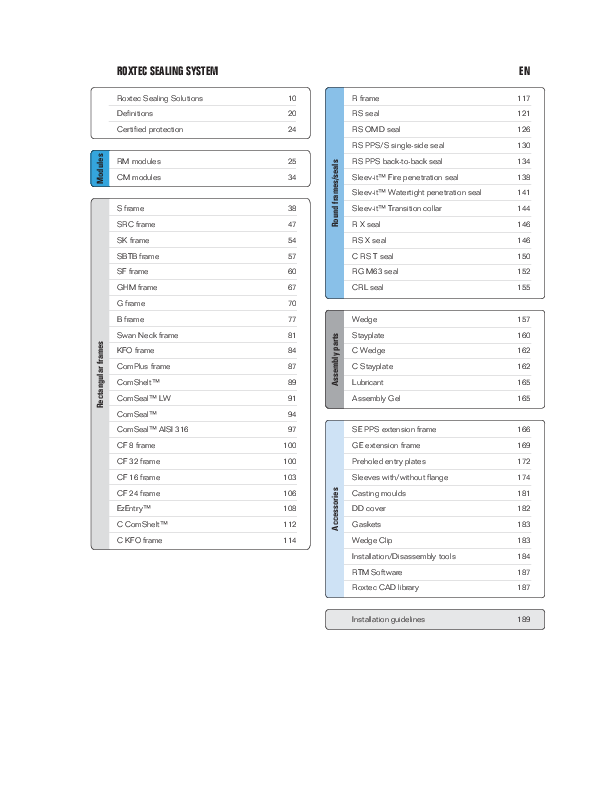 ROXTEC SEALING SYSTEM EN
Roxtec Sealing Solutions 10
Definitions 20
Certified protection 24
Modules
RM modules 25
CM modules 34
Rectangular frames
S frame 38
SRC frame 47
SK frame 54
SBTB frame 57
SF frame 60
GHM frame 67
G frame 70
B frame 77
Swan Neck frame 81
KFO frame 84
ComPlus frame 87
ComShelt™ 89
ComSeal™ LW 91
ComSeal™ 94
ComSeal™ AISI 316 97
CF 8 frame 100
CF 32 frame 100
CF 16 frame 103
CF 24 frame 106
EzEntry™ 108
C ComShelt™ 112
C KFO frame 114
Round frames/seals
R frame 117
RS seal 121
RS OMD seal 126
RS PPS/S single-side seal 130
RS PPS back-to-back seal 134
Sleev-it™ Fire penetration seal 138
Sleev-it™ Watertight penetration seal 141
Sleev-it™ Transition collar 144
R X seal 146
RS X seal 146
C RS T seal 150
RG M63 seal 152
CRL seal 155
Assembly parts
Wedge 157
Stayplate 160
C Wedge 162
C Stayplate 162
Lubricant 165
Assembly Gel 165
Accessories
SE PPS extension frame 166
GE extension frame 169
Preholed entry plates 172
Sleeves with/without flange 174
Casting moulds 181
DD cover 182
Gaskets 183
Wedge Clip 183
Installation/Disassembly tools 184
RTM Software 187
Roxtec CAD library 187
Installation guidelines 189